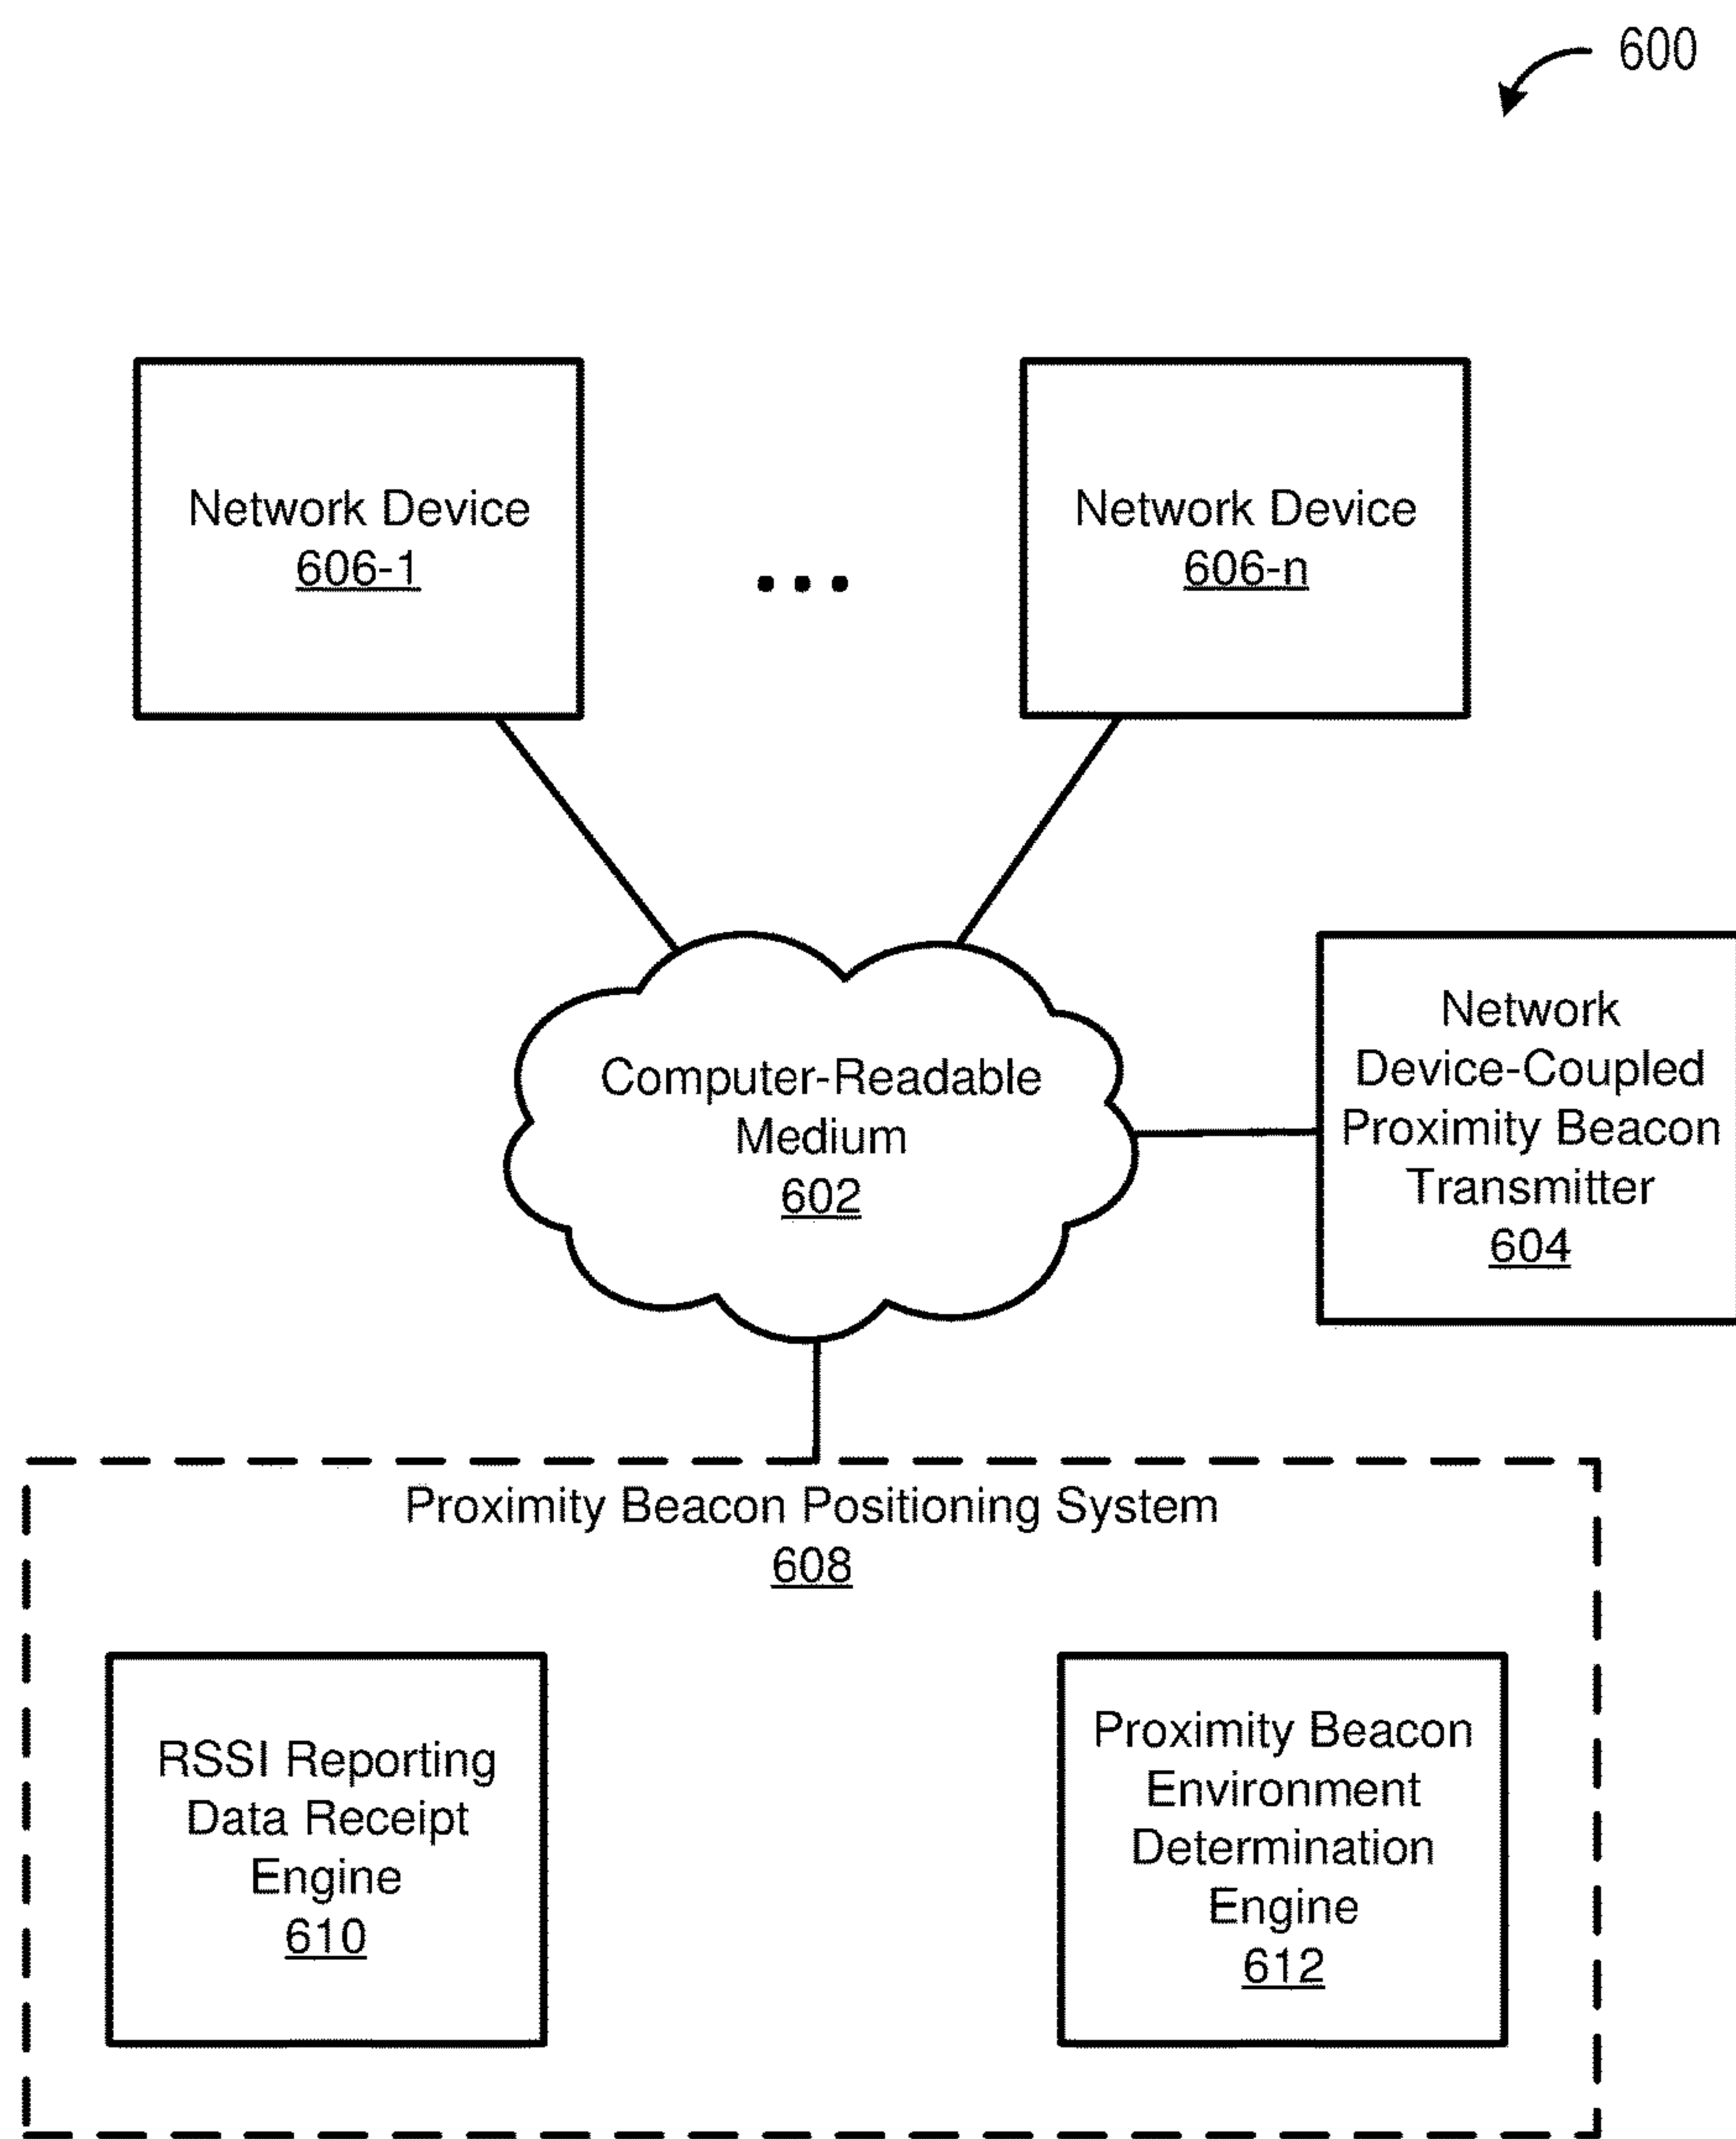 600
Network Device
606-1
...
Network Device
606-n
Computer-Readable
Medium
602
Network
Device-Coupled
Proximity Beacon
Transmitter
604
Proximity Beacon Positioning System
608
RSSI Reporting
Data Receipt
Engine
610
Proximity Beacon
Environment
Determination
Engine
612